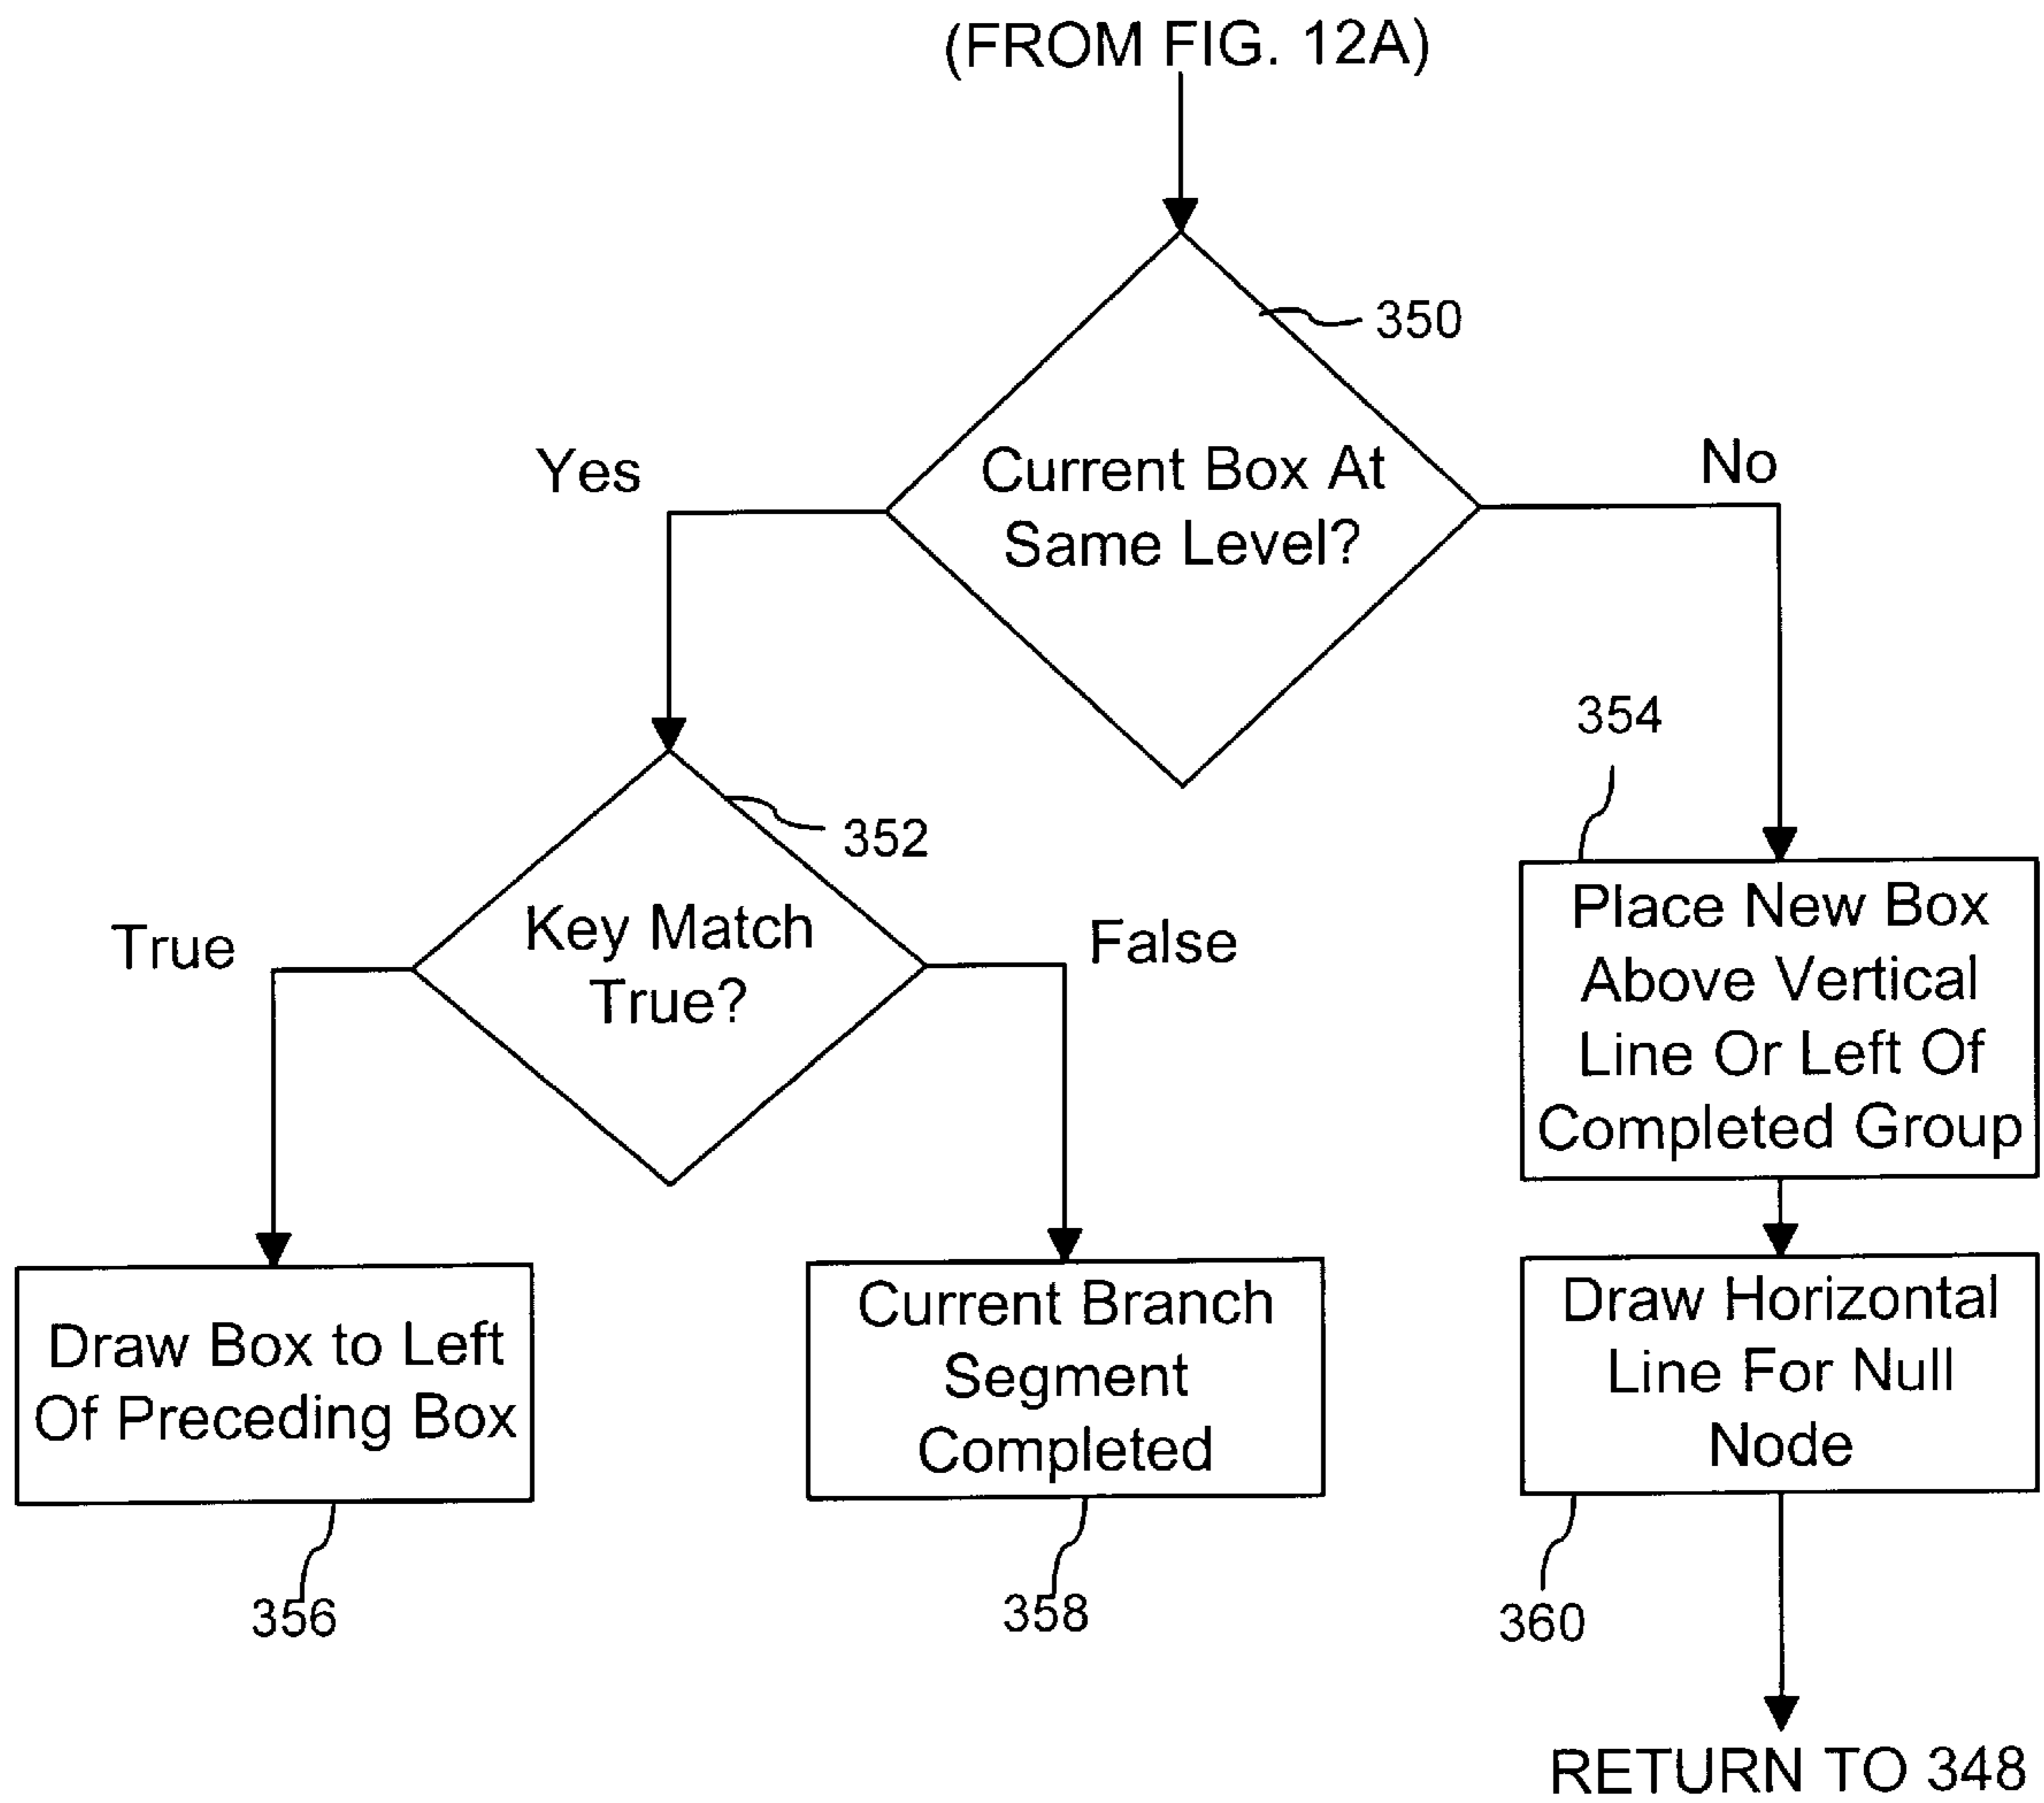 (FROM FIG. 12A)
350
Current Box At
Same Level?
Yes
No
352
Key Match
True?
True
False
354
Place New Box
Above Vertical
Line Or Left Of
Completed Group
Draw Box to Left
Of Preceding Box
356
Current Branch
Segment
Completed
358
Draw Horizontal
Line For Null
Node
360
RETURN TO 348